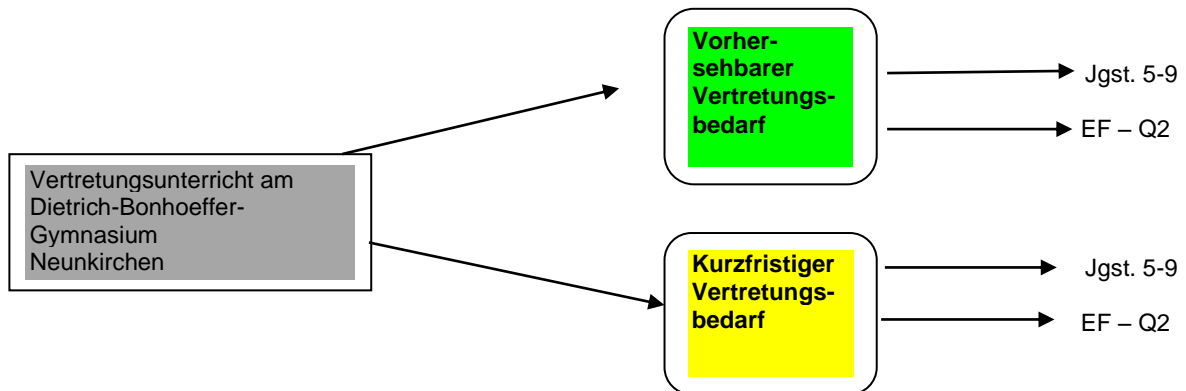 Vertretungsunterricht am
Dietrich-Bonhoeffer-
Gymnasium
Neunkirchen
Vorher-
sehbarer
Vertretungs-
bedarf
Jgst. 5-9
EF – Q2
Kurzfristiger
Vertretungs-
bedarf
Jgst. 5-9
EF – Q2